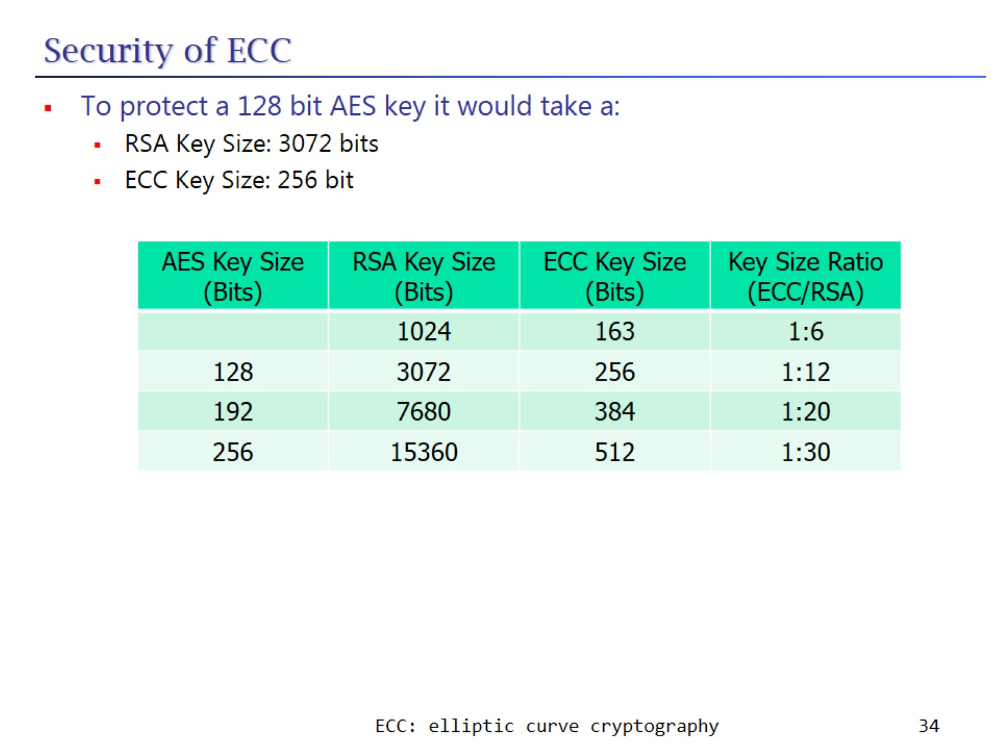 Security of ECC
▪ To protect a 128 bit AES key it would take a:
▪ RSA Key Size: 3072 bits
▪ ECC Key Size: 256 bit
AES Key Size (Bits) RSA Key Size (Bits) ECC Key Size (Bits) Key Size Ratio (ECC/RSA)
1024 163 1:6
128 3072 256 1:12
192 7680 384 1:20
256 15360 512 1:30
ECC: elliptic curve cryptography 34